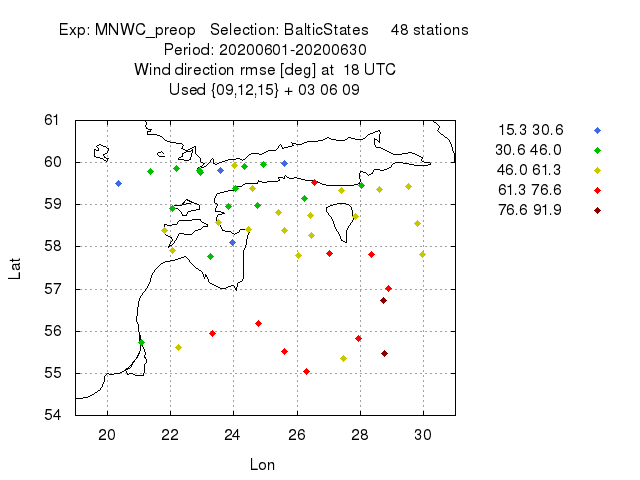 Exp: MNWC_preop   Selection: BalticStates     48 stations
Period: 20200601-20200630
Wind direction rmse [deg] at  18 UTC
Used {09,12,15} + 03 06 09
15.3 30.6
30.6 46.0
46.0 61.3
61.3 76.6
76.6 91.9
61
60
59
58
57
56
55
54
Lat
20 22 24 26 28 30
Lon